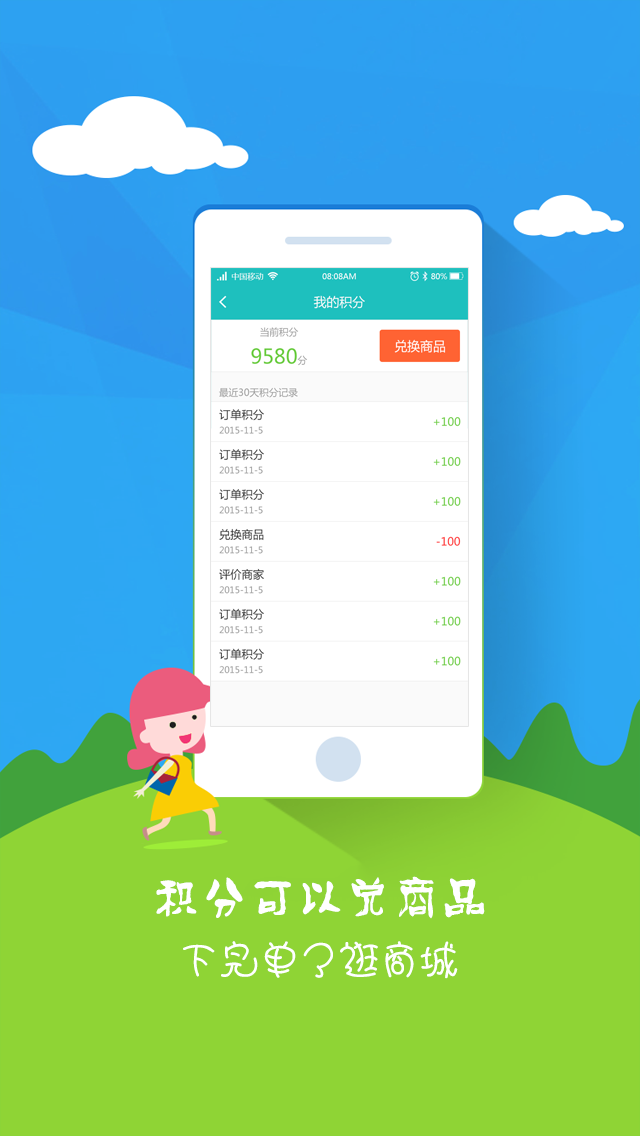 中国移动 08:08AM 80%
我的积分
当前积分
9580分
兑换商品
最近30天积分记录
订单积分
2015-11-5
+100
订单积分
2015-11-5
+100
订单积分
2015-11-5
+100
兑换商品
2015-11-5
-100
评价商家
2015-11-5
+100
订单积分
2015-11-5
+100
订单积分
2015-11-5
+100
积分可以兑商品
下完单了逛商城